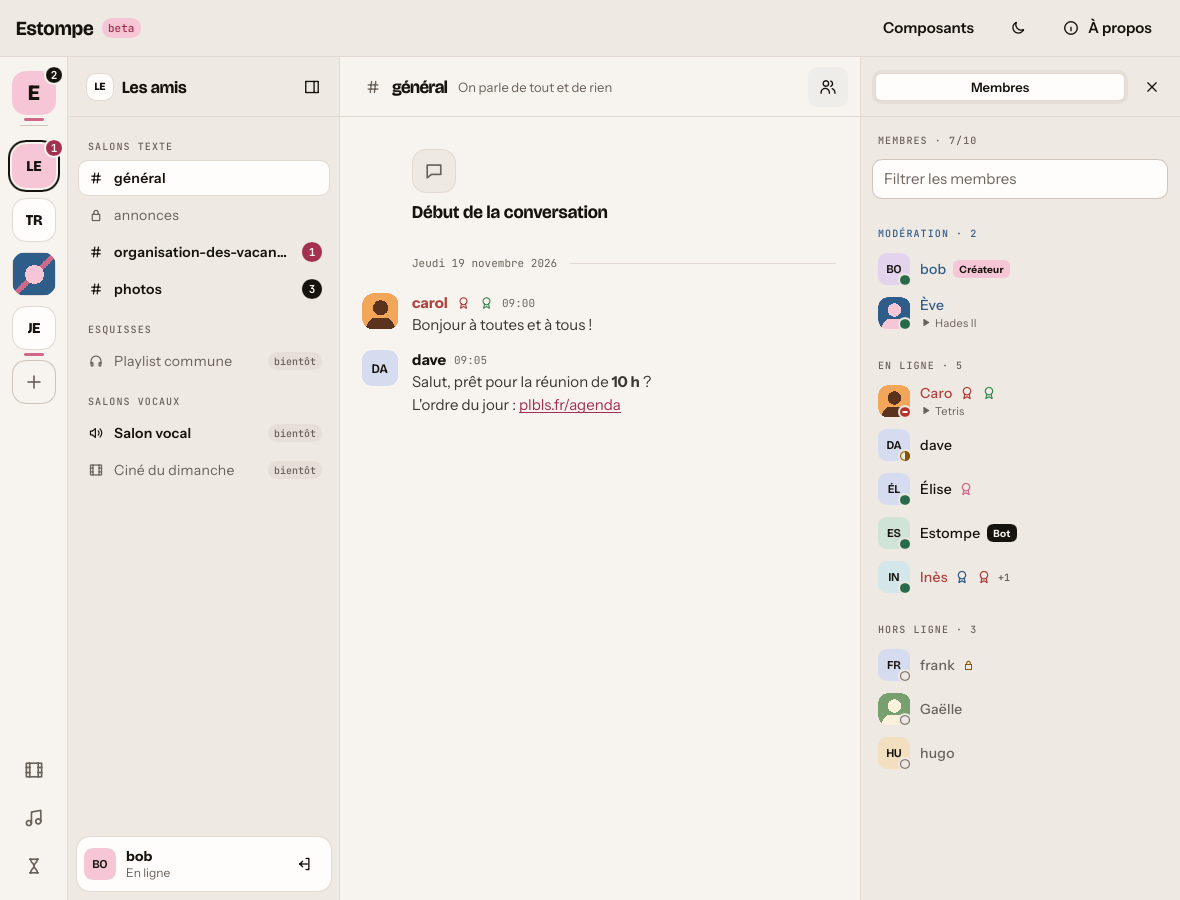 Estompe beta
Composants
À propos
E 2
LE 1
TR
JE
LE Les amis
SALONS TEXTE
# général
annonces
# organisation-des-vacan... 1
# photos 3
ESQUISSES
Playlist commune bientôt
SALONS VOCAUX
Salon vocal bientôt
Ciné du dimanche bientôt
BO bob
En ligne
# général On parle de tout et de rien
Début de la conversation
Jeudi 19 novembre 2026
carol 09:00
Bonjour à toutes et à tous !
DA dave 09:05
Salut, prêt pour la réunion de 10 h ?
L'ordre du jour : plbls.fr/agenda
Membres
MEMBRES · 7/10
Filtrer les membres
MODÉRATION · 2
BO bob Créateur
Ève
Hades II
EN LIGNE · 5
Caro
Tetris
DA dave
ÉL Élise
ES Estompe Bot
IN Inès +1
HORS LIGNE · 3
FR frank
Gaëlle
HU hugo